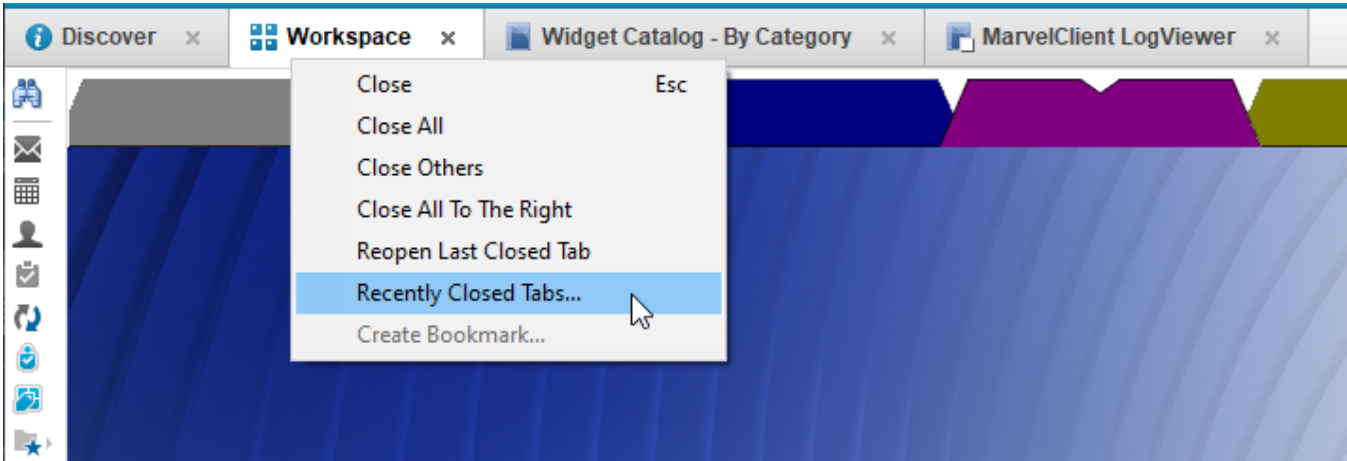 Discover Workspace Widget Catalog - By Category MarvelClient LogViewer
Close Esc
Close All
Close Others
Close All To The Right
Reopen Last Closed Tab
Recently Closed Tabs...
Create Bookmark...